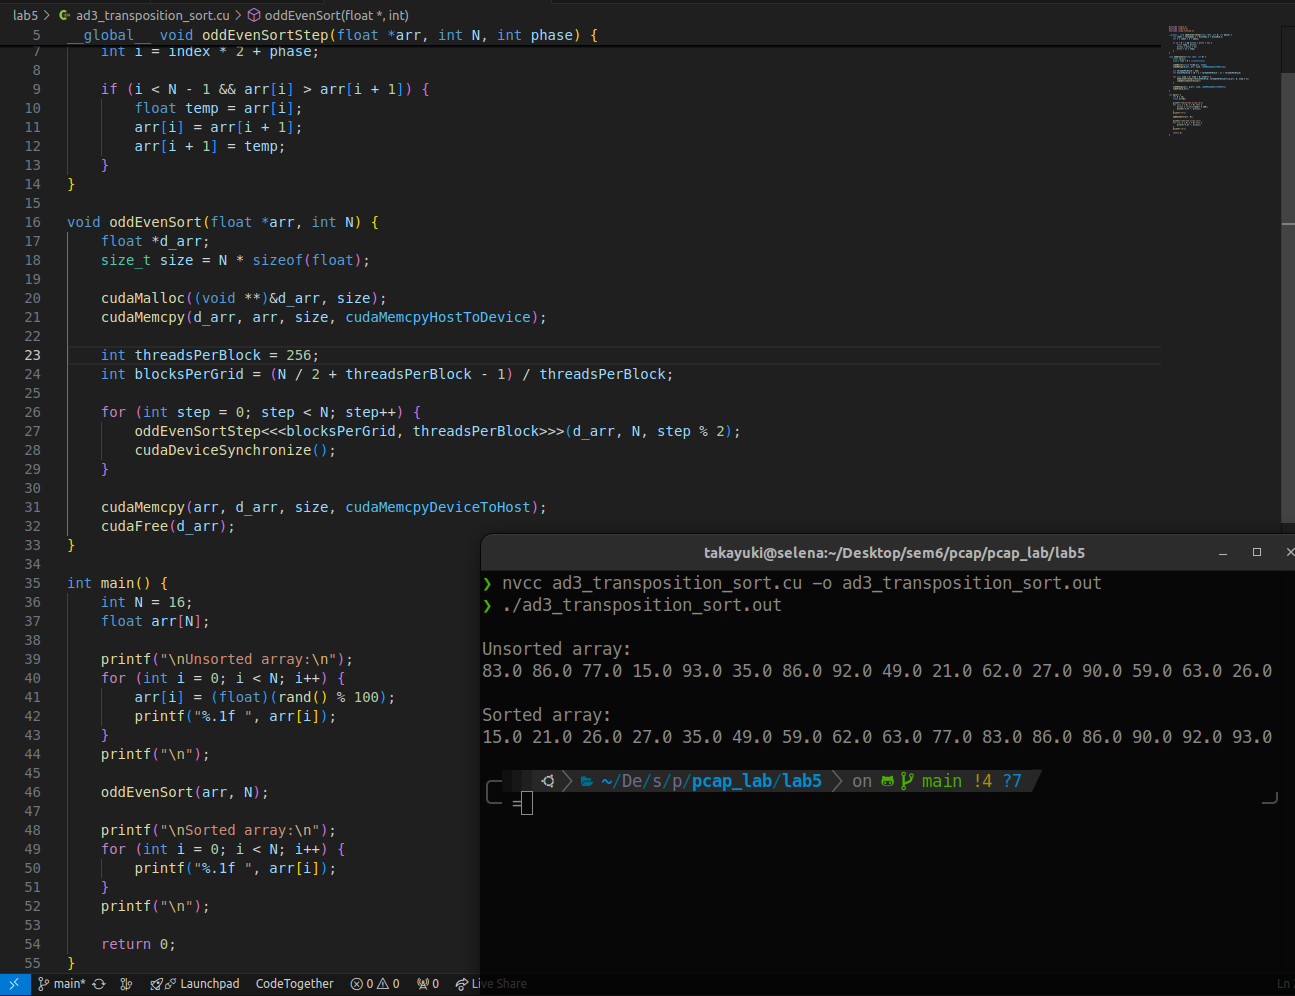 lab5 > ad3_transposition_sort.cu > oddEvenSort(float *, int)
5 __global__ void oddEvenSortStep(float *arr, int N, int phase) {
7 int i = index * 2 + phase;
8
9 if (i < N - 1 && arr[i] > arr[i + 1]) {
10 float temp = arr[i];
11 arr[i] = arr[i + 1];
12 arr[i + 1] = temp;
13 }
14 }
15
16 void oddEvenSort(float *arr, int N) {
17 float *d_arr;
18 size_t size = N * sizeof(float);
19
20 cudaMalloc((void **)&d_arr, size);
21 cudaMemcpy(d_arr, arr, size, cudaMemcpyHostToDevice);
22
23 int threadsPerBlock = 256;
24 int blocksPerGrid = (N / 2 + threadsPerBlock - 1) / threadsPerBlock;
25
26 for (int step = 0; step < N; step++) {
27 oddEvenSortStep<<<blocksPerGrid, threadsPerBlock>>>(d_arr, N, step % 2);
28 cudaDeviceSynchronize();
29 }
30
31 cudaMemcpy(arr, d_arr, size, cudaMemcpyDeviceToHost);
32 cudaFree(d_arr);
33 }
34
35 int main() {
36 int N = 16;
37 float arr[N];
38
39 printf("\nUnsorted array:\n");
40 for (int i = 0; i < N; i++) {
41 arr[i] = (float)(rand() % 100);
42 printf("%.1f ", arr[i]);
43 }
44 printf("\n");
45
46 oddEvenSort(arr, N);
47
48 printf("\nSorted array:\n");
49 for (int i = 0; i < N; i++) {
50 printf("%.1f ", arr[i]);
51 }
52 printf("\n");
53
54 return 0;
55 }
takayuki@selena:~/Desktop/sem6/pcap/pcap_lab/lab5
❯ nvcc ad3_transposition_sort.cu -o ad3_transposition_sort.out
❯ ./ad3_transposition_sort.out
Unsorted array:
83.0 86.0 77.0 15.0 93.0 35.0 86.0 92.0 49.0 21.0 62.0 27.0 90.0 59.0 63.0 26.0
Sorted array:
15.0 21.0 26.0 27.0 35.0 49.0 59.0 62.0 63.0 77.0 83.0 86.0 86.0 90.0 92.0 93.0
~/De/s/p/pcap_lab/lab5 on main !4 ?7
=
main* Launchpad CodeTogether 0 0 0 Live Share Ln